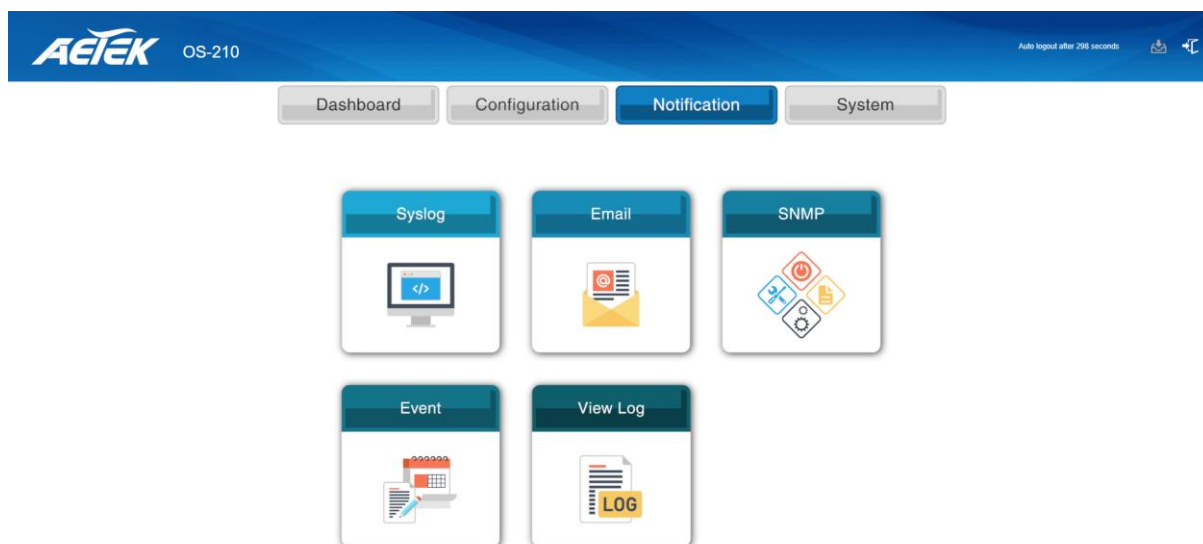 AETEK OS-210 Auto logout after 298 seconds
Dashboard Configuration Notification System
Syslog Email SNMP
</>
@
Event View Log
LOG